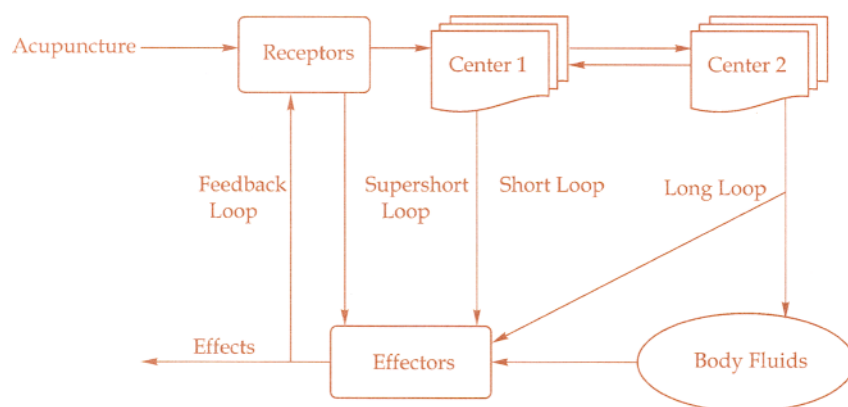 Acupuncture
Receptors
Center 1
Center 2
Feedback
Loop
Supershort
Loop
Short Loop
Long Loop
Effects
Effectors
Body Fluids